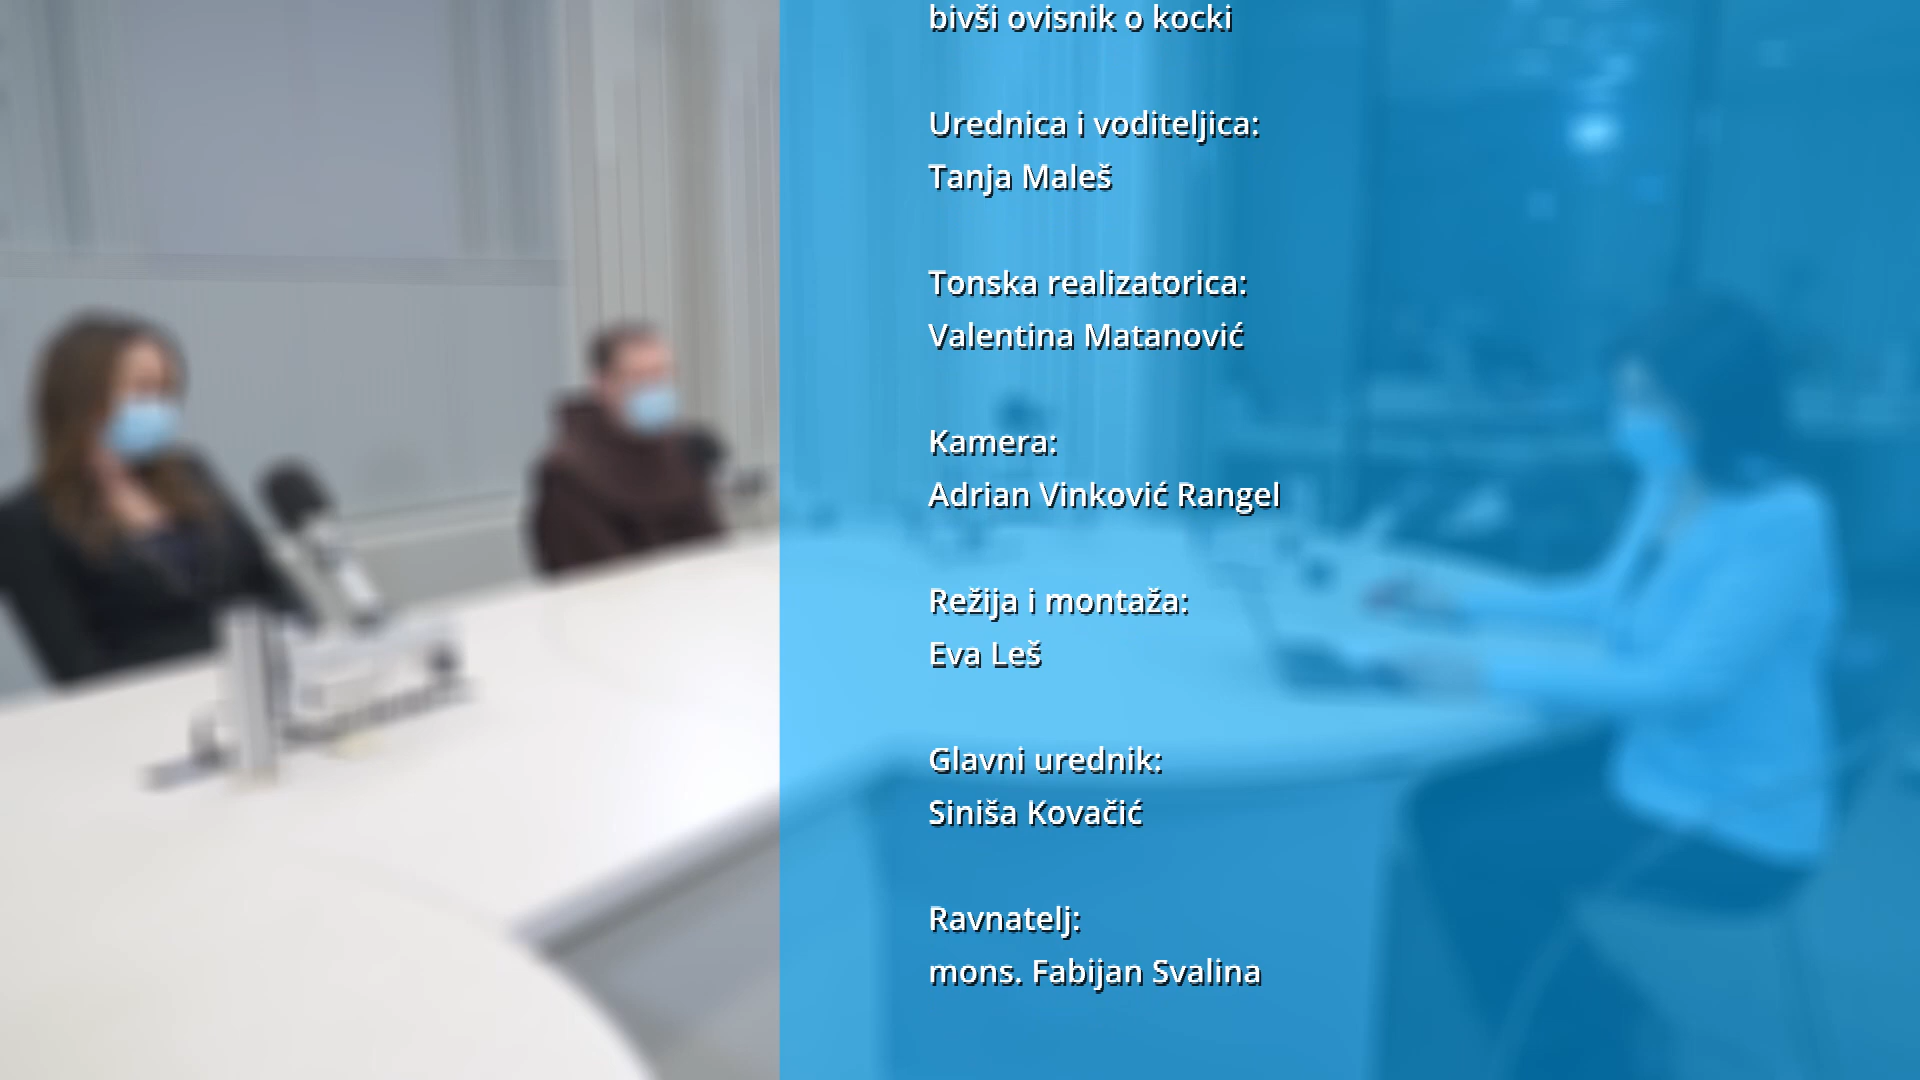 bivši ovisnik o kocki
Urednica i voditeljica:
Tanja Maleš
Tonska realizatorica:
Valentina Matanović
Kamera:
Adrian Vinković Rangel
Režija i montaža:
Eva Leš
Glavni urednik:
Siniša Kovačić
Ravnatelj:
mons. Fabijan Svalina